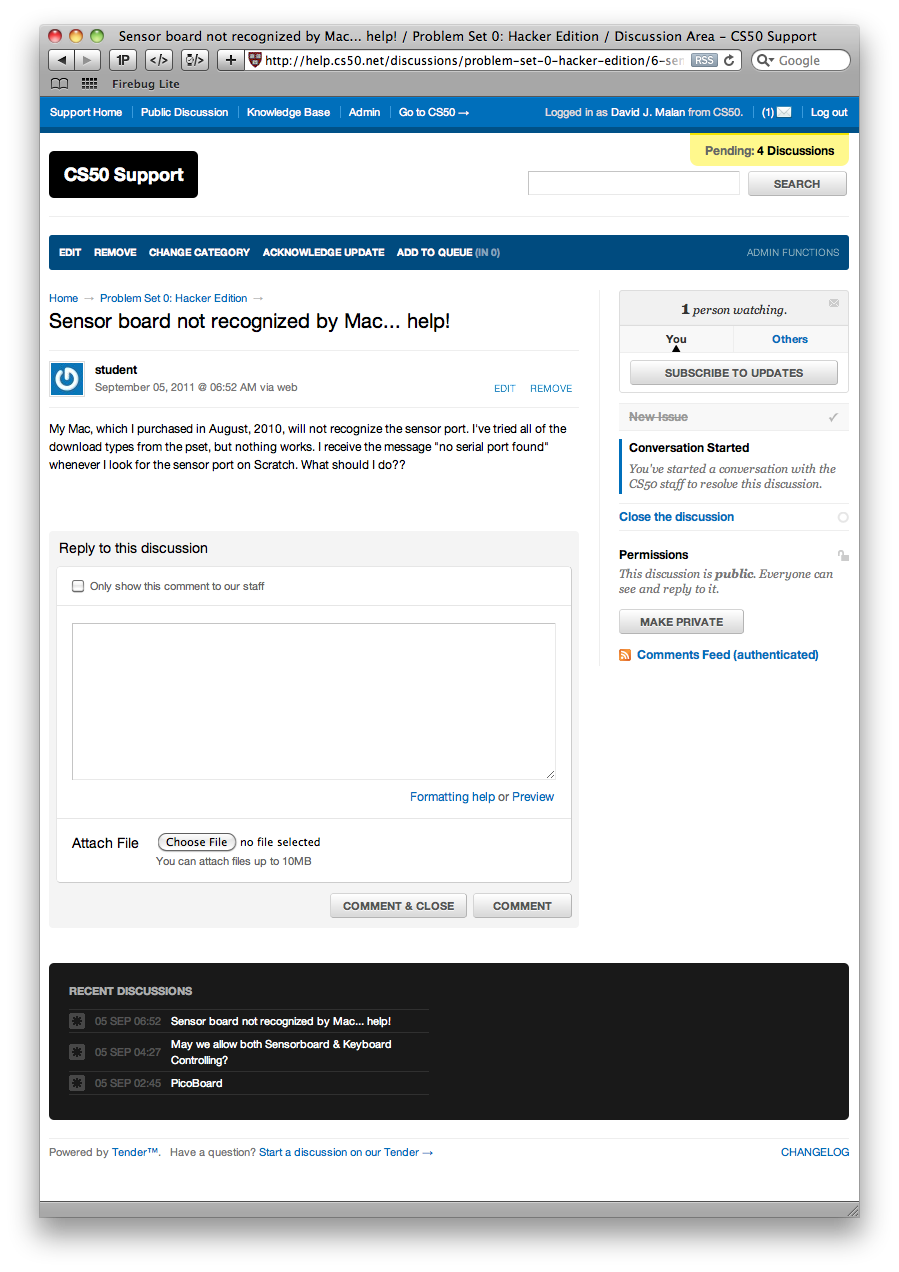 Sensor board not recognized by Mac... help! / Problem Set 0: Hacker Edition / Discussion Area – CS50 Support
1P </> + http://help.cs50.net/discussions/problem-set-0-hacker-edition/6-sen RSS Google
Firebug Lite
Support Home Public Discussion Knowledge Base Admin Go to CS50 → Logged in as David J. Malan from CS50. (1) Log out
Pending: 4 Discussions
CS50 Support
SEARCH
EDIT REMOVE CHANGE CATEGORY ACKNOWLEDGE UPDATE ADD TO QUEUE (IN 0) ADMIN FUNCTIONS
Home → Problem Set 0: Hacker Edition →
Sensor board not recognized by Mac... help!
student
September 05, 2011 @ 06:52 AM via web
EDIT REMOVE
My Mac, which I purchased in August, 2010, will not recognize the sensor port. I've tried all of the
download types from the pset, but nothing works. I receive the message "no serial port found"
whenever I look for the sensor port on Scratch. What should I do??
Reply to this discussion
Only show this comment to our staff
Formatting help or Preview
Attach File Choose File no file selected
You can attach files up to 10MB
COMMENT & CLOSE COMMENT
1 person watching.
You Others
SUBSCRIBE TO UPDATES
New Issue ✓
Conversation Started
You've started a conversation with the
CS50 staff to resolve this discussion.
Close the discussion
Permissions
This discussion is public. Everyone can
see and reply to it.
MAKE PRIVATE
Comments Feed (authenticated)
RECENT DISCUSSIONS
05 SEP 06:52 Sensor board not recognized by Mac... help!
05 SEP 04:27 May we allow both Sensorboard & Keyboard
Controlling?
05 SEP 02:45 PicoBoard
Powered by Tender™. Have a question? Start a discussion on our Tender → CHANGELOG